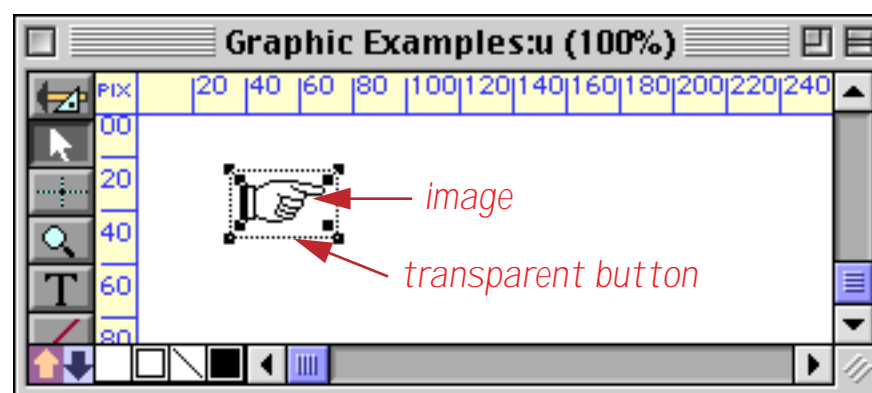 Graphic Examples:u (100%)
PIX 20 40 60 80 100 120 140 160 180 200 220 240
00
20
image
40
transparent button
T 60
80